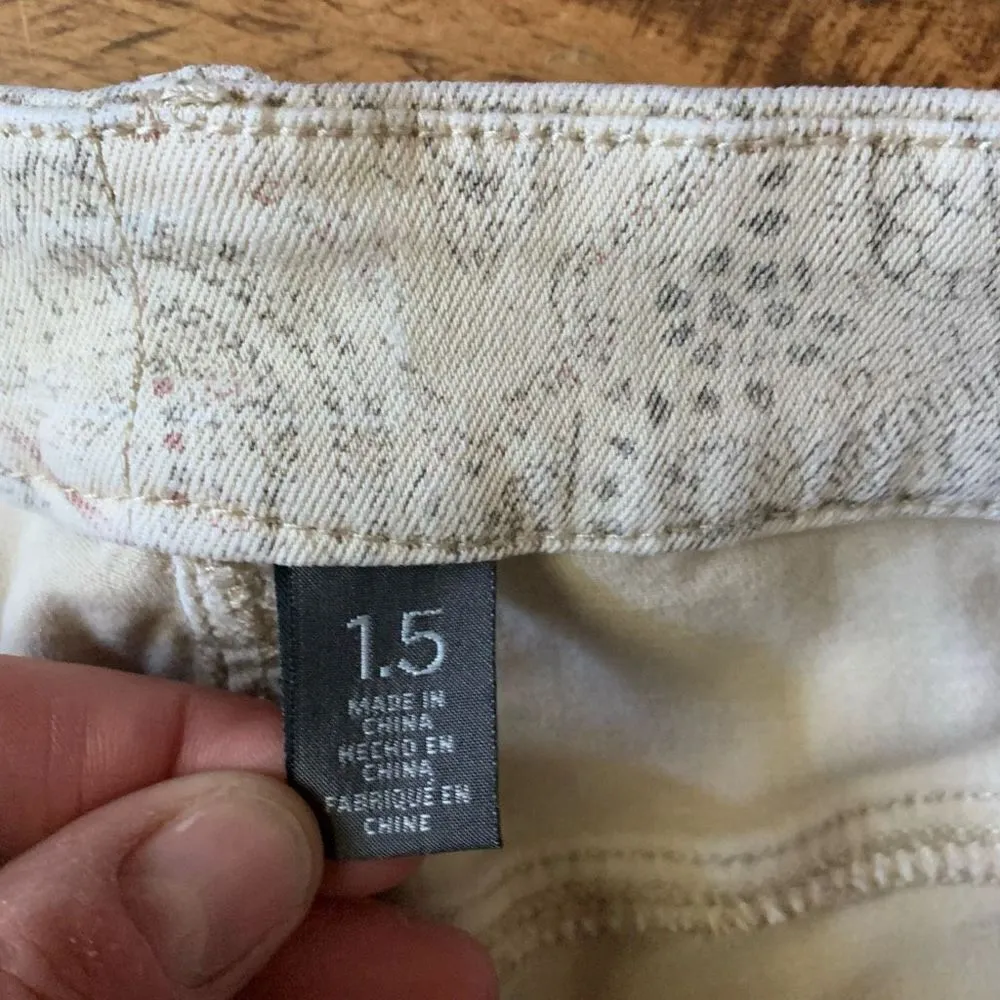 1.5
MADE IN
CHINA
HECHO EN
CHINA
FABRIQUÉ EN
CHINE